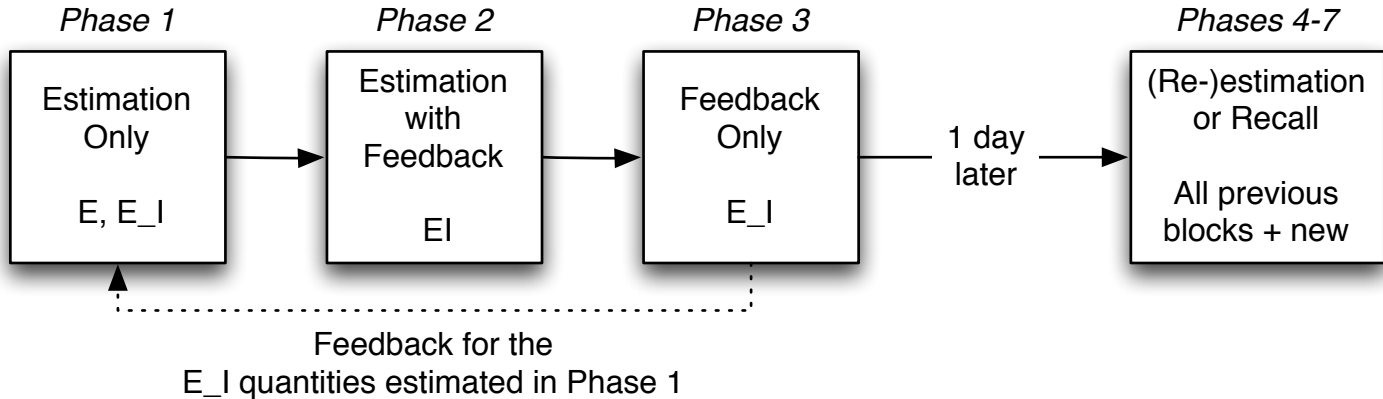 Phase 1
Estimation
Only
E, E_I
Phase 2
Estimation
with
Feedback
EI
Phase 3
Feedback
Only
E_I
1 day
later
Phases 4-7
(Re-)estimation
or Recall
All previous
blocks + new
Feedback for the
E_I quantities estimated in Phase 1